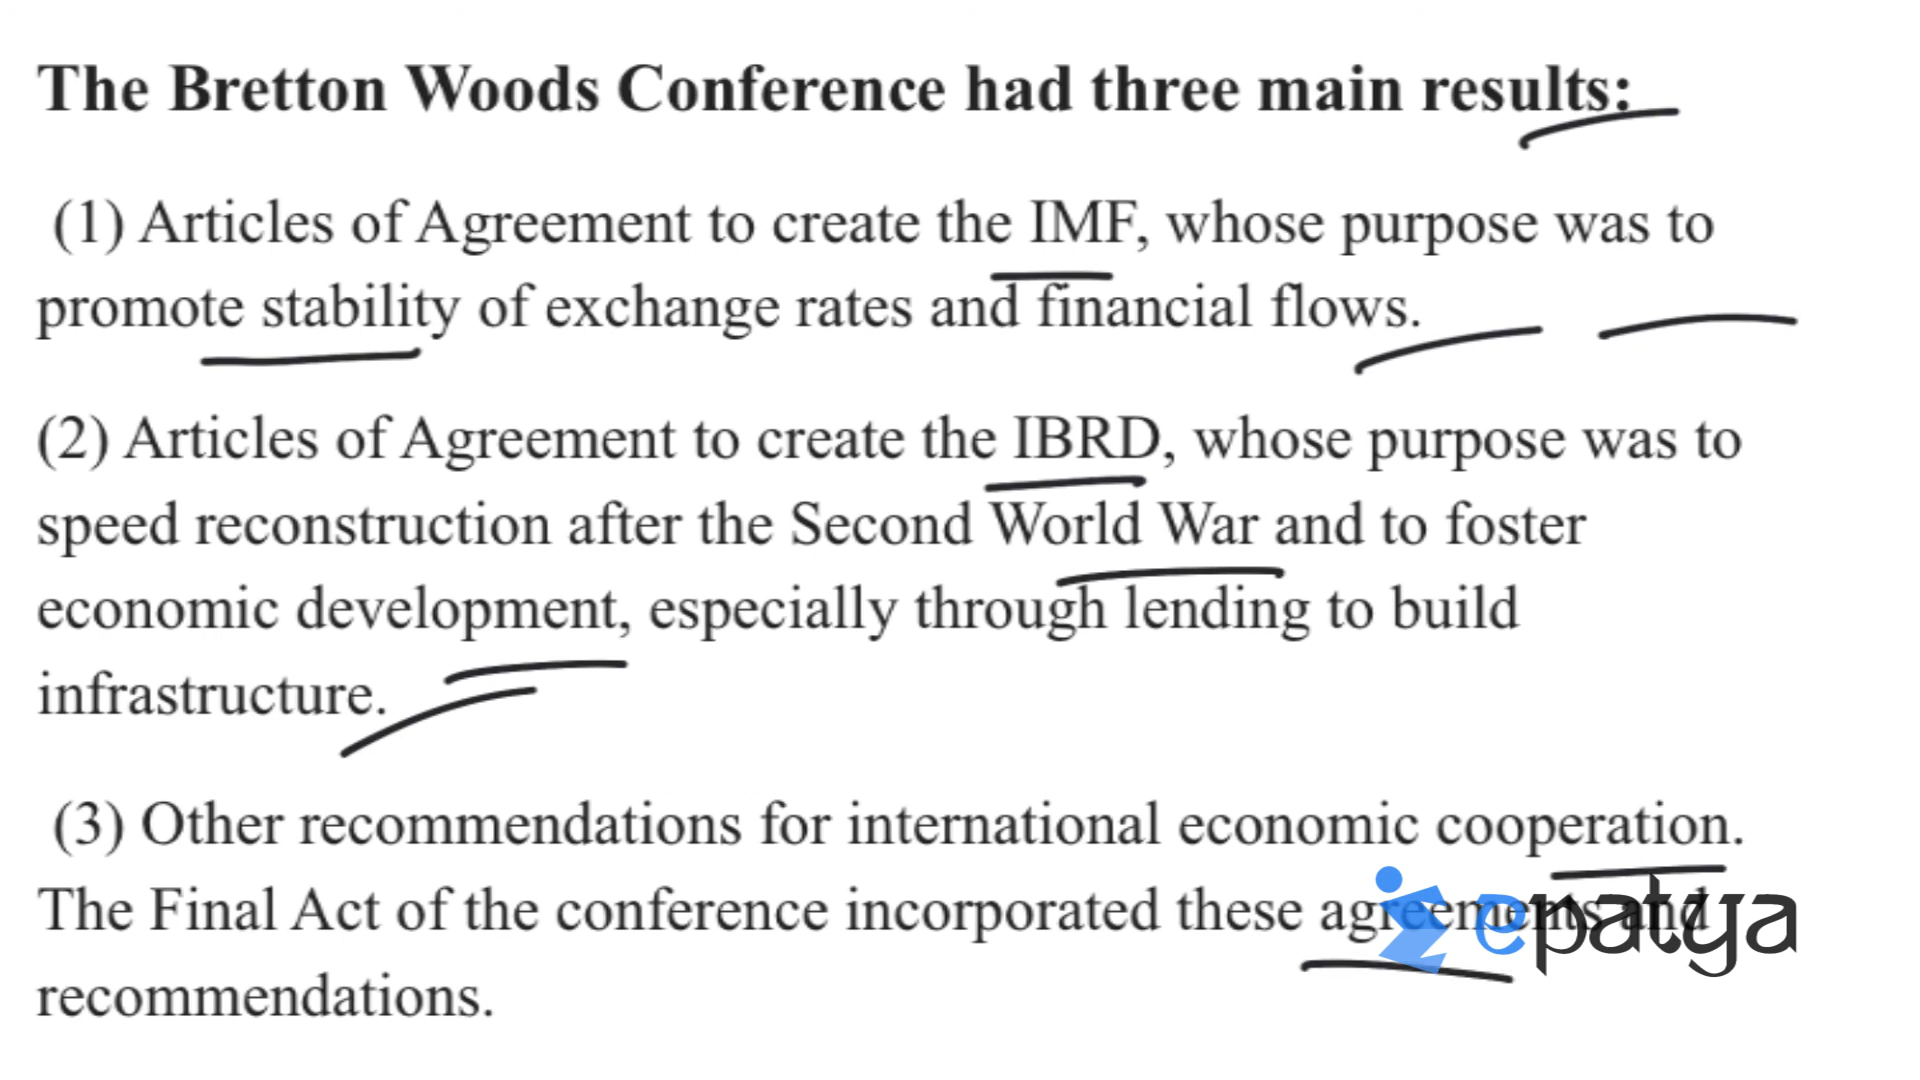 The Bretton Woods Conference had three main results:
(1) Articles of Agreement to create the IMF, whose purpose was to
promote stability of exchange rates and financial flows.
(2) Articles of Agreement to create the IBRD, whose purpose was to
speed reconstruction after the Second World War and to foster
economic development, especially through lending to build
infrastructure.
(3) Other recommendations for international economic cooperation.
The Final Act of the conference incorporated these agreements and
recommendations.
epatya